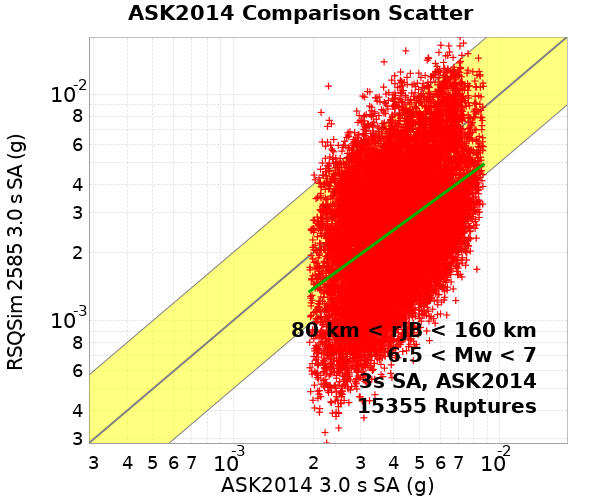 ASK2014 Comparison Scatter
RSQSim 2585 3.0 s SA (g)
10-2
8
6
4
3
2
10-3
8
6
4
3
80 km < rJB < 160 km
6.5 < Mw < 7
3s SA, ASK2014
15355 Ruptures
3 4 5 6 7 10-3 2 3 4 5 6 7 10-2
ASK2014 3.0 s SA (g)